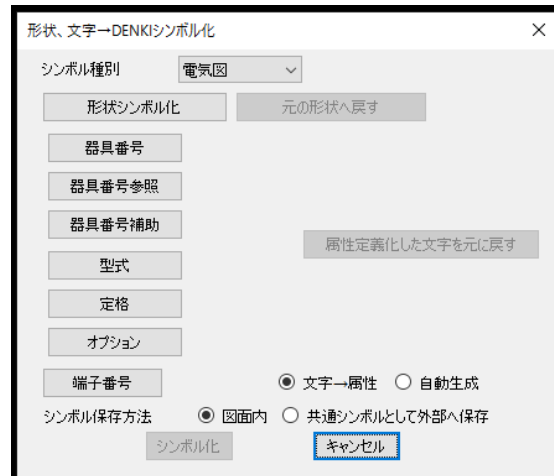 形状、文字→DENKIシンボル化
シンボル種別 電気図
形状シンボル化 元の形状へ戻す
器具番号
器具番号参照
器具番号補助
属性定義化した文字を元に戻す
型式
定格
オプション
端子番号 文字→属性 自動生成
シンボル保存方法 図面内 共通シンボルとして外部へ保存
シンボル化 キャンセル